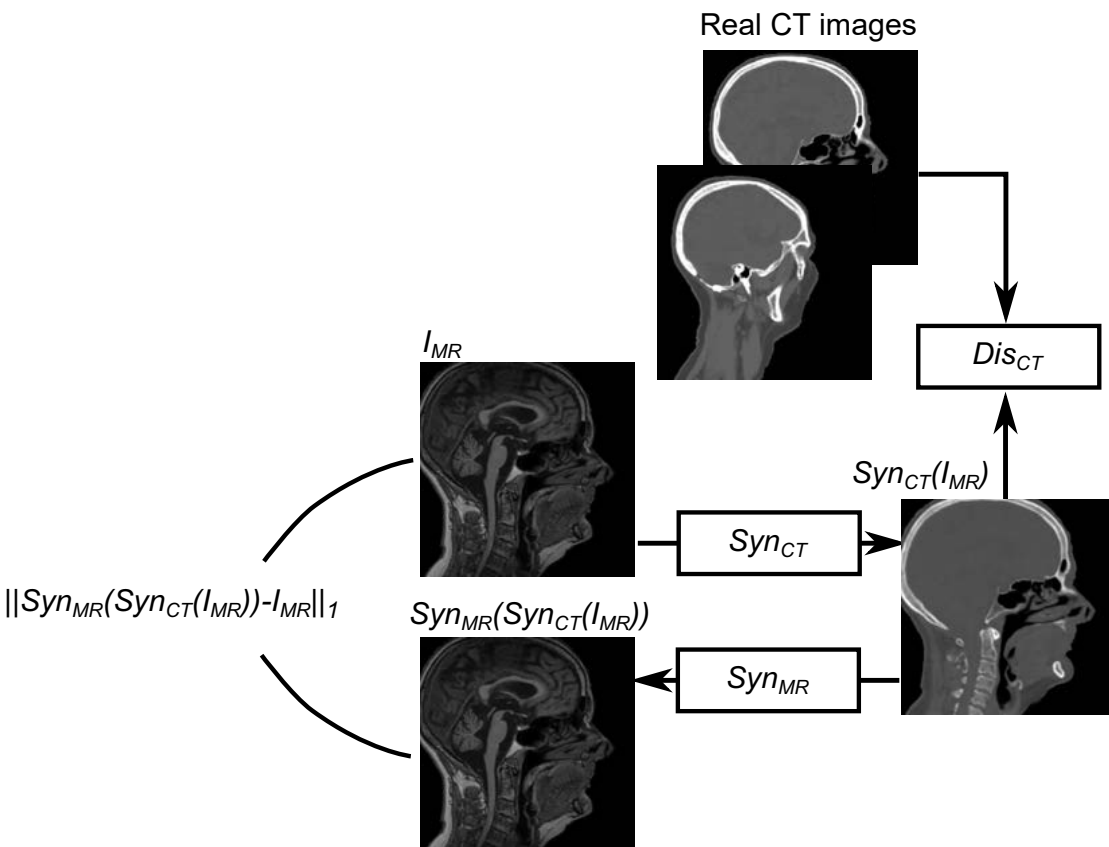 Real CT images
I_MR
Dis_CT
Syn_CT(I_MR)
Syn_CT
||Syn_MR(Syn_CT(I_MR))-I_MR||_1
Syn_MR(Syn_CT(I_MR))
Syn_MR